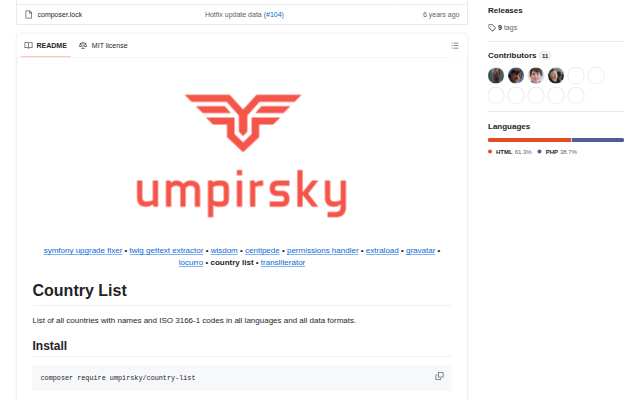 composer.lock Hotfix update data (#104) 6 years ago
README MIT license
umpirsky
symfony upgrade fixer • twig gettext extractor • wisdom • centipede • permissions handler • extraload • gravatar •
locurro • country list • transliterator
Country List
List of all countries with names and ISO 3166-1 codes in all languages and all data formats.
Install
composer require umpirsky/country-list
Releases
9 tags
Contributors 11
Languages
HTML 61.3% PHP 38.7%